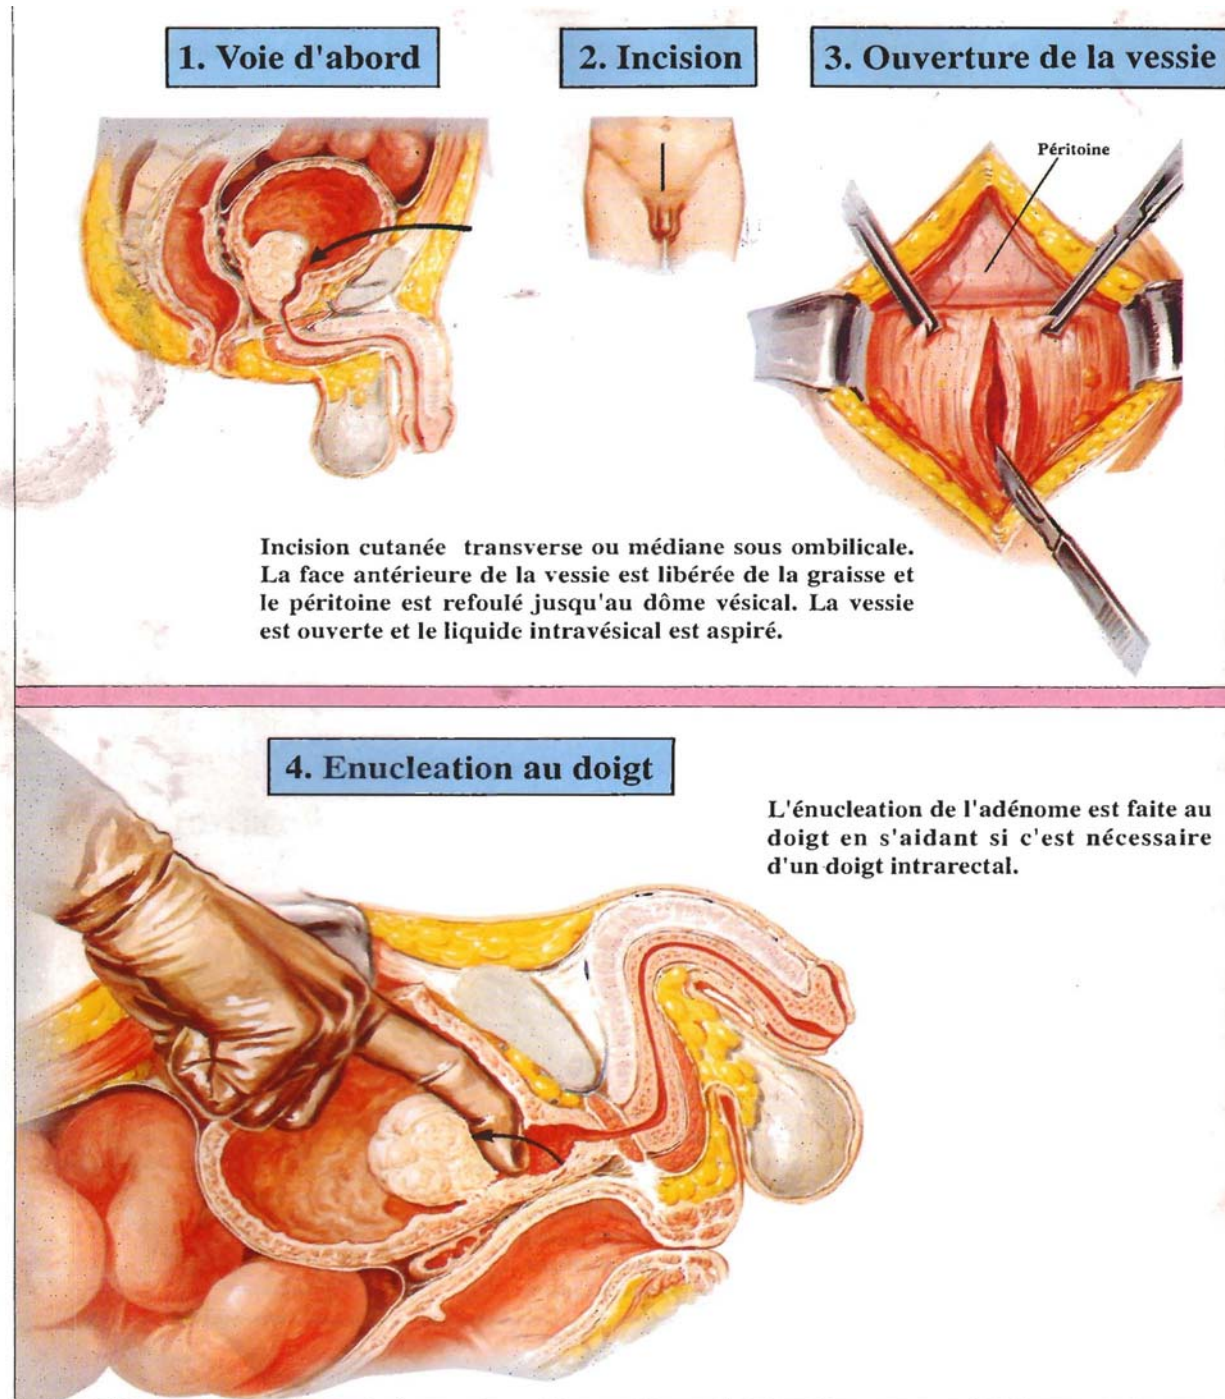 1. Voie d'abord
2. Incision
3. Ouverture de la vessie
Péritoine
Incision cutanée transverse ou médiane sous ombilicale.
La face antérieure de la vessie est libérée de la graisse et
le péritoine est refoulé jusqu'au dôme vésical. La vessie
est ouverte et le liquide intravésical est aspiré.
4. Enucleation au doigt
L'énucleation de l'adénome est faite au
doigt en s'aidant si c'est nécessaire
d'un doigt intrarectal.